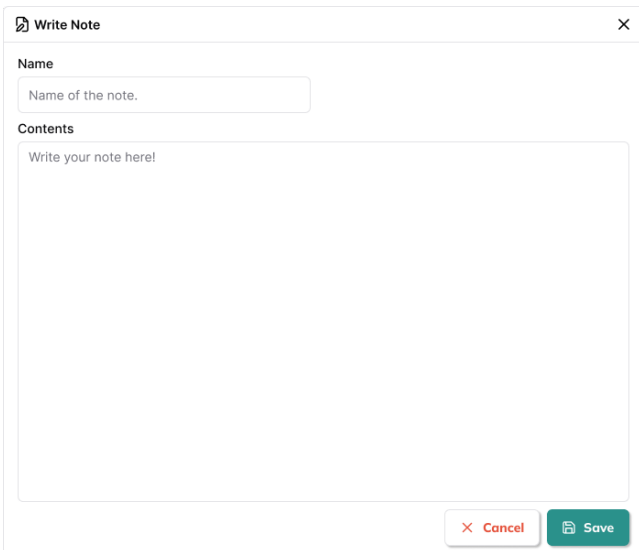 Write Note
Name
Name of the note.
Contents
Write your note here!
Cancel
Save